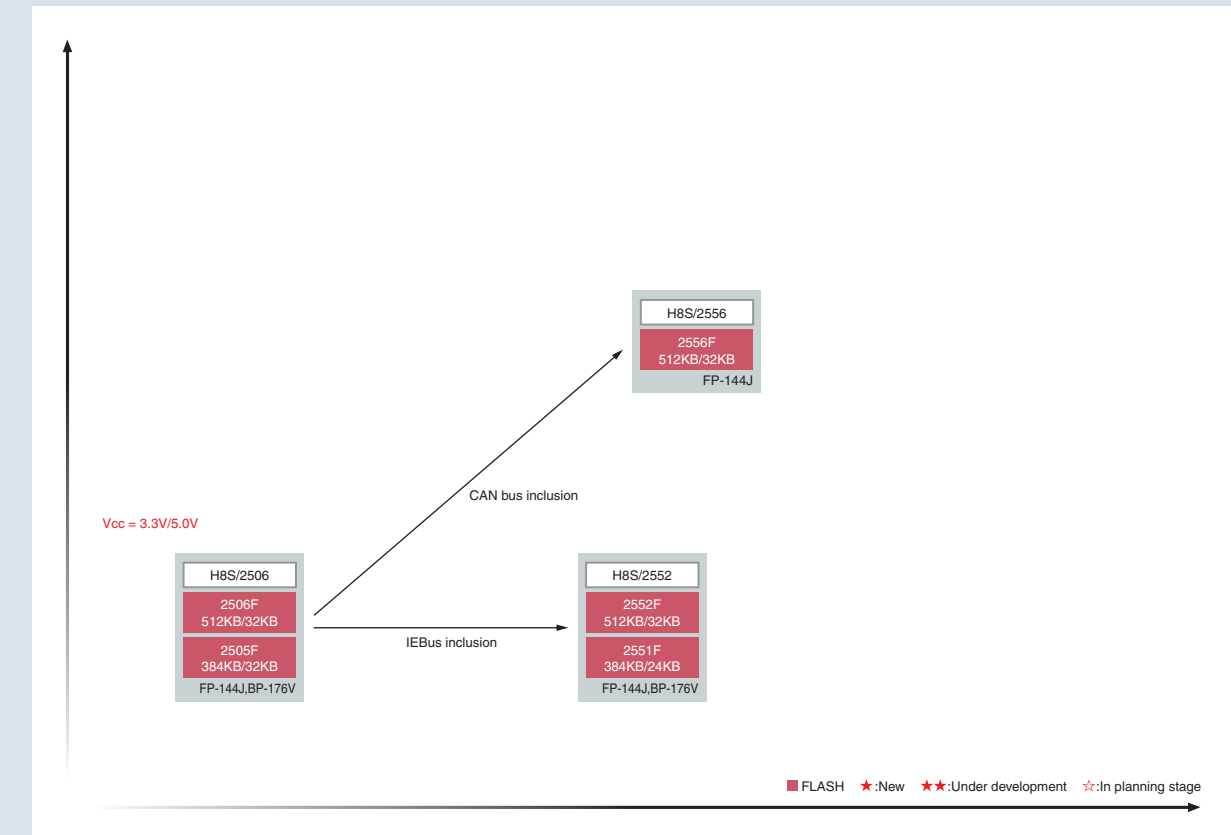 H8S/2556
2556F
512KB/32KB
FP-144J
CAN bus inclusion
Vcc = 3.3V/5.0V
H8S/2506
2506F
512KB/32KB
2505F
384KB/32KB
FP-144J,BP-176V
IEBus inclusion
H8S/2552
2552F
512KB/32KB
2551F
384KB/24KB
FP-144J,BP-176V
FLASH ★:New ★★:Under development ☆:In planning stage